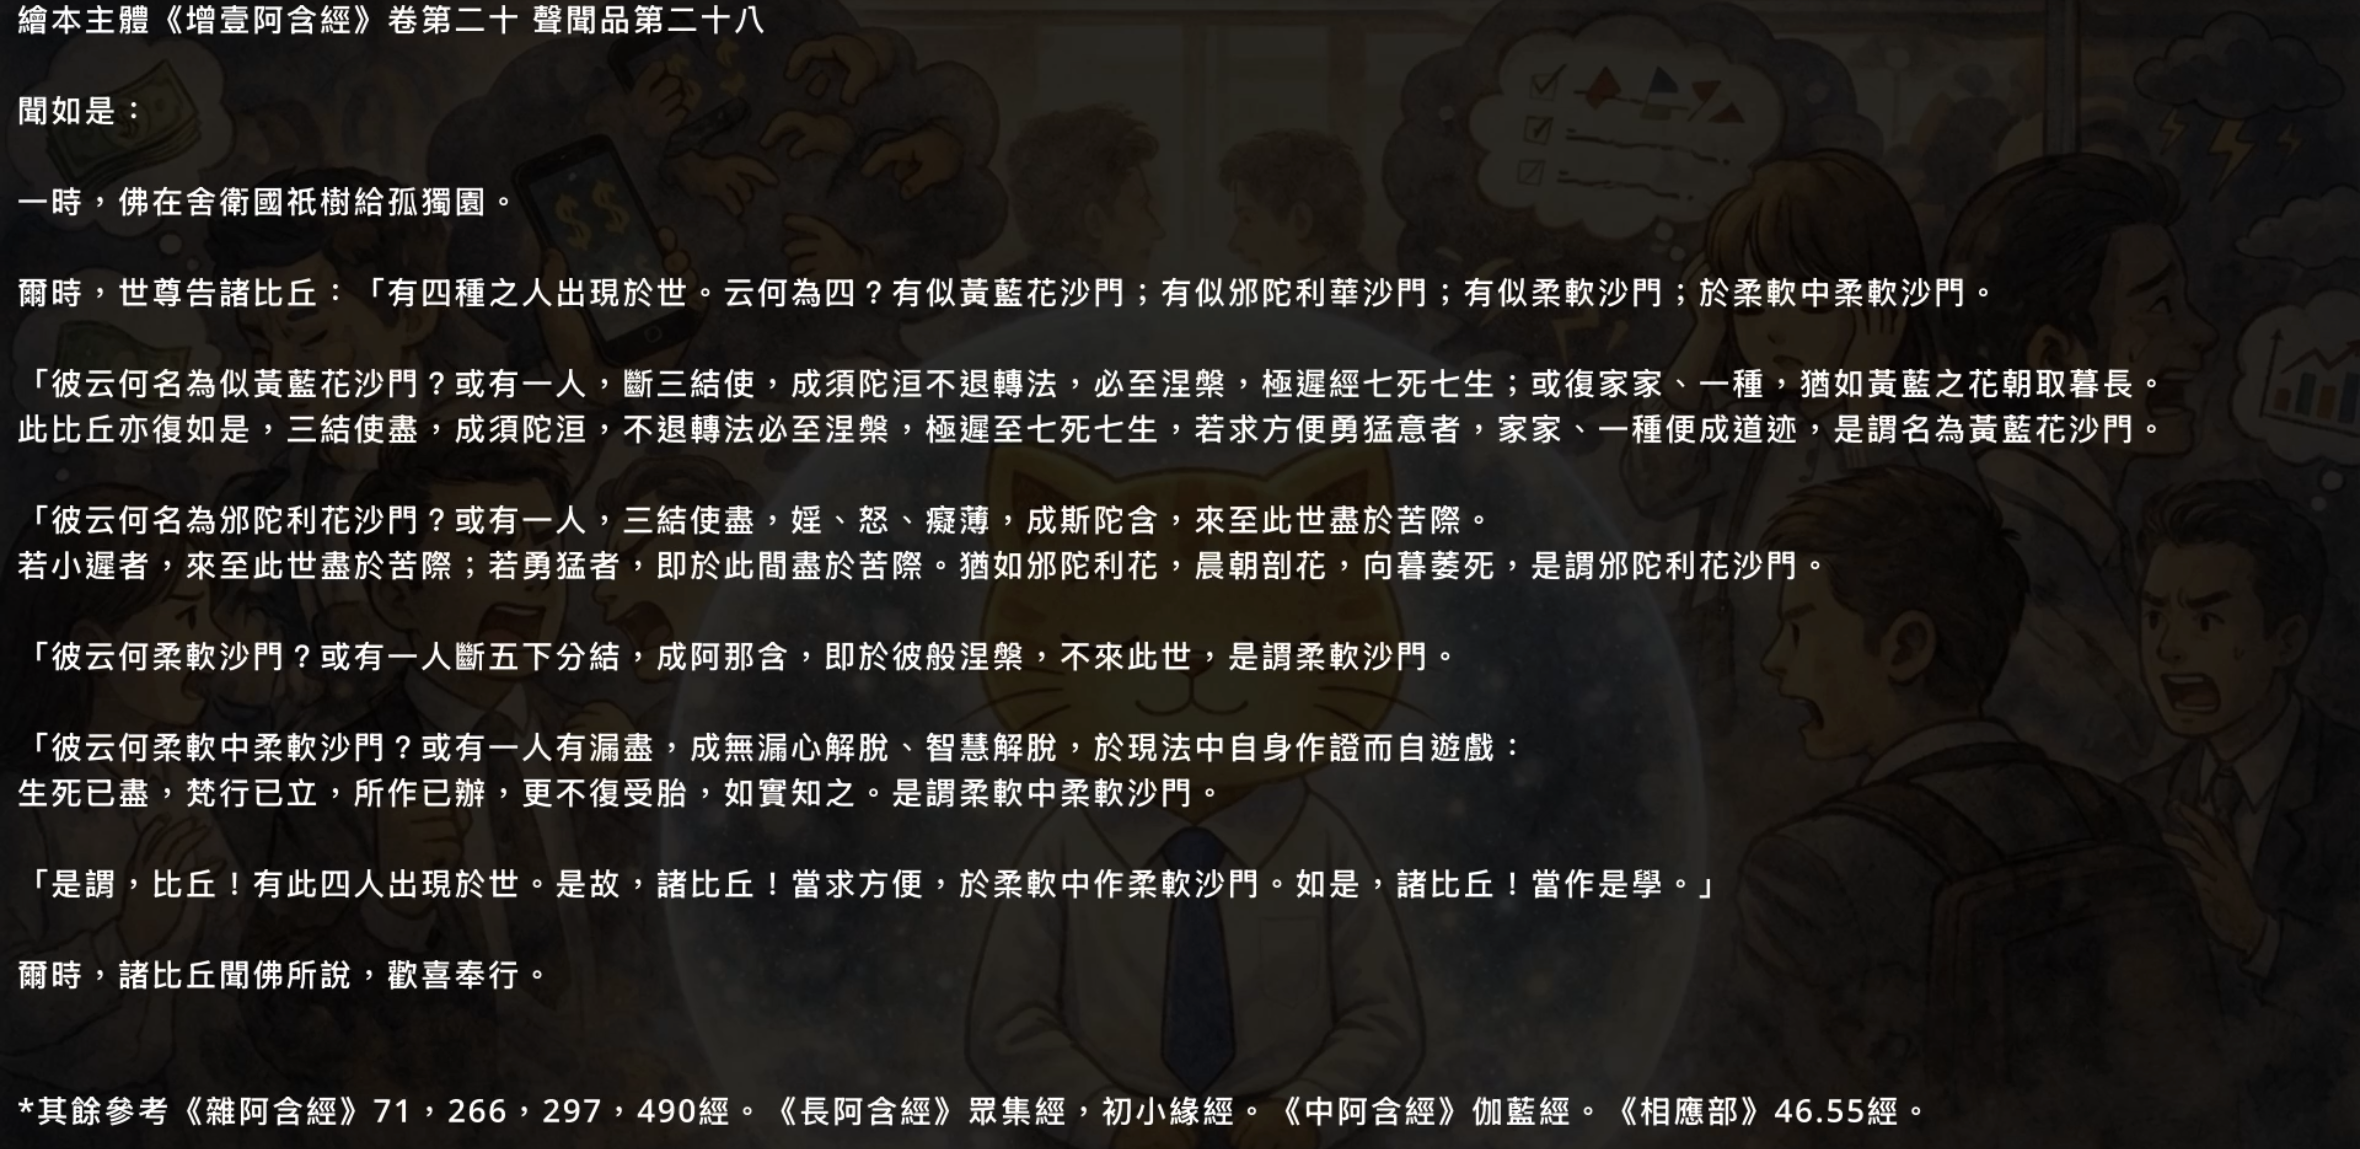 繪本主體《增壹阿含經》卷第二十 聲聞品第二十八
聞如是：
一時，佛在舍衛國祇樹給孤獨園。
爾時，世尊告諸比丘：「有四種之人出現於世。云何為四？有似黃藍花沙門；有似邠陀利華沙門；有似柔軟沙門；於柔軟中柔軟沙門。
「彼云何名為似黃藍花沙門？或有一人，斷三結使，成須陀洹不退轉法，必至涅槃，極遲經七死七生；或復家家、一種，猶如黃藍之花朝取暮長。
此比丘亦復如是，三結使盡，成須陀洹，不退轉法必至涅槃，極遲至七死七生，若求方便勇猛意者，家家、一種便成道迹，是謂名為黃藍花沙門。
「彼云何名為邠陀利花沙門？或有一人，三結使盡，婬、怒、癡薄，成斯陀含，來至此世盡於苦際。
若小遲者，來至此世盡於苦際；若勇猛者，即於此間盡於苦際。猶如邠陀利花，晨朝剖花，向暮萎死，是謂邠陀利花沙門。
「彼云何柔軟沙門？或有一人斷五下分結，成阿那含，即於彼般涅槃，不來此世，是謂柔軟沙門。
「彼云何柔軟中柔軟沙門？或有一人有漏盡，成無漏心解脫、智慧解脫，於現法中自身作證而自遊戲：
生死已盡，梵行已立，所作已辦，更不復受胎，如實知之。是謂柔軟中柔軟沙門。
「是謂，比丘！有此四人出現於世。是故，諸比丘！當求方便，於柔軟中作柔軟沙門。如是，諸比丘！當作是學。」
爾時，諸比丘聞佛所說，歡喜奉行。
*其餘參考《雜阿含經》71，266，297，490經。《長阿含經》眾集經，初小緣經。《中阿含經》伽藍經。《相應部》46.55經。